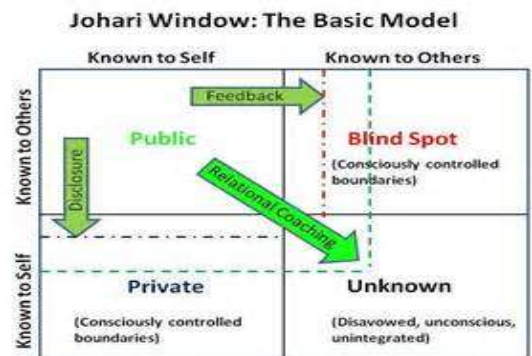 Johari Window: The Basic Model
Known to Self
Known to Others
Known to Others
Feedback
Public
Blind Spot
(Consciously controlled
boundaries)
Disclosure
Relational Coaching
Known to Self
Private
Unknown
(Consciously controlled
boundaries)
(Disavowed, unconscious,
unintegrated)